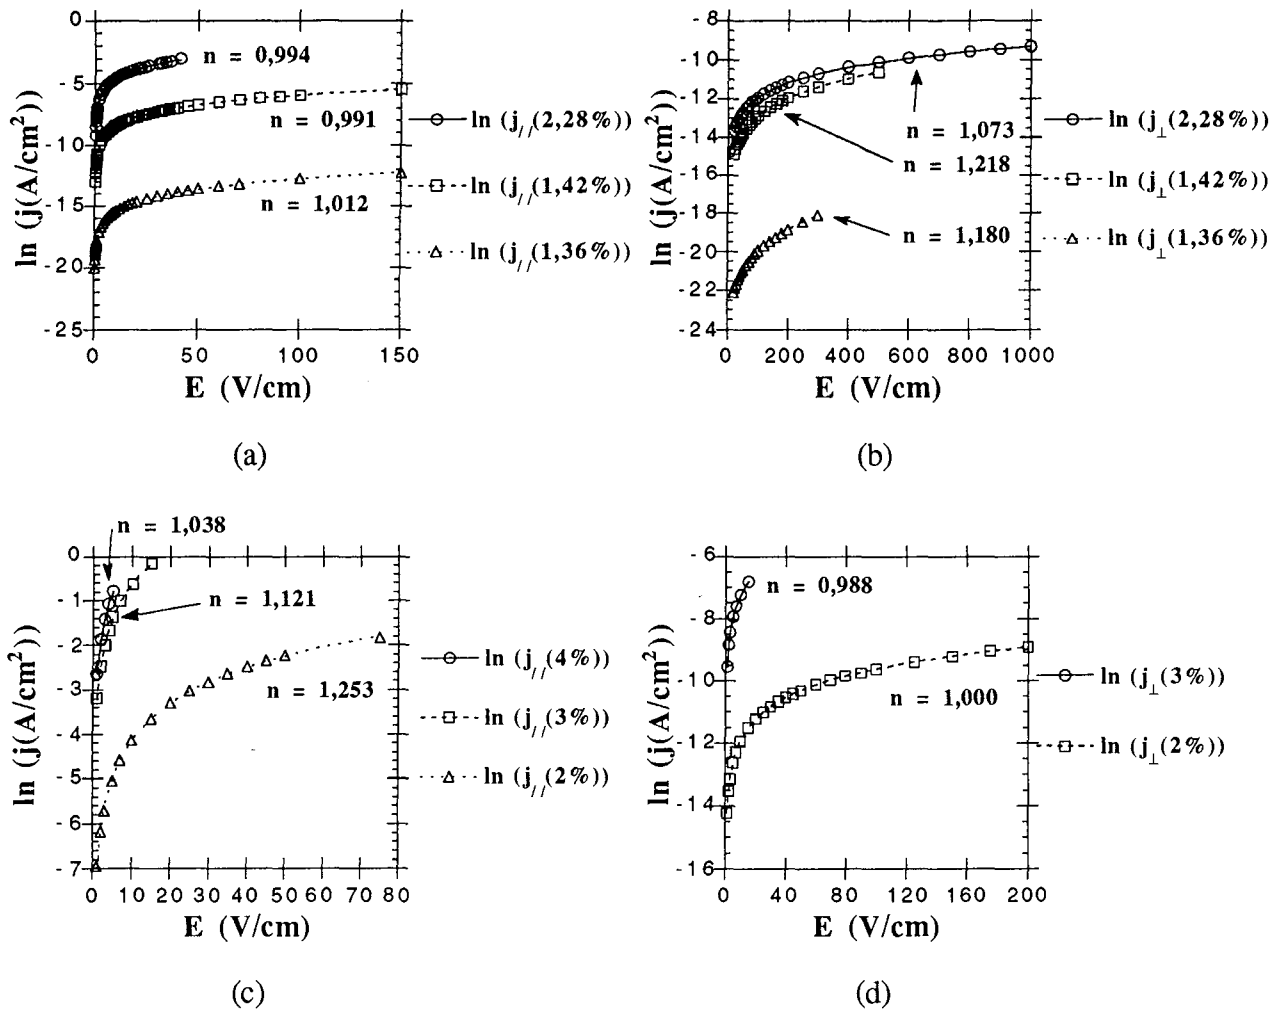 0
-5
-10
-15
-20
-25
0 50 100 150
ln (j(A/cm²))
E (V/cm)
n = 0,994
n = 0,991
n = 1,012
ln (j//(2,28%))
ln (j//(1,42%))
ln (j//(1,36%))
(a)
-8
-10
-12
-14
-16
-18
-20
-22
-24
0 200 400 600 800 1000
ln (j(A/cm²))
E (V/cm)
n = 1,073
n = 1,218
n = 1,180
ln (j⊥(2,28%))
ln (j⊥(1,42%))
ln (j⊥(1,36%))
(b)
n = 1,038
0
-1
-2
-3
-4
-5
-6
-7
0 10 20 30 40 50 60 70 80
ln (j(A/cm²))
E (V/cm)
n = 1,121
n = 1,253
ln (j//(4%))
ln (j//(3%))
ln (j//(2%))
(c)
-6
-8
-10
-12
-14
-16
0 40 80 120 160 200
ln (j(A/cm²))
E (V/cm)
n = 0,988
n = 1,000
ln (j⊥(3%))
ln (j⊥(2%))
(d)